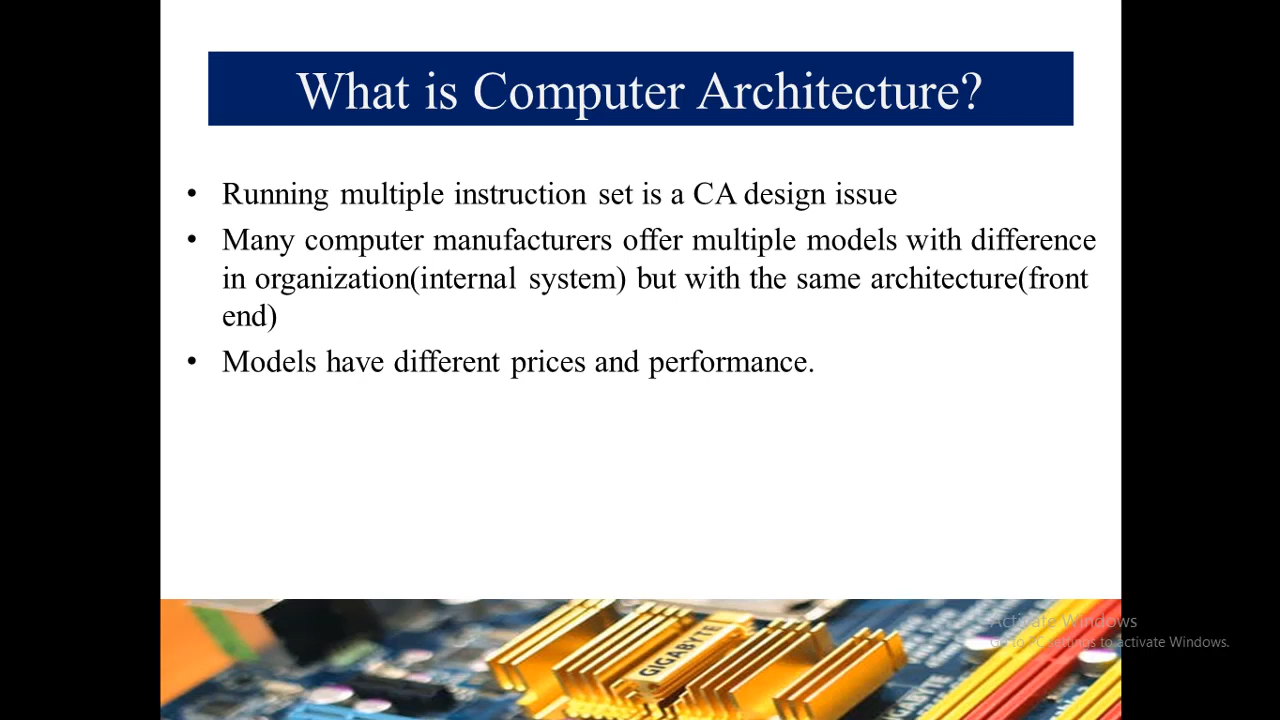 What is Computer Architecture?
• Running multiple instruction set is a CA design issue
• Many computer manufacturers offer multiple models with difference
in organization(internal system) but with the same architecture(front
end)
• Models have different prices and performance.
Activate Windows
Go to to activate Windows.
GIGABYTE
GIGABYTE